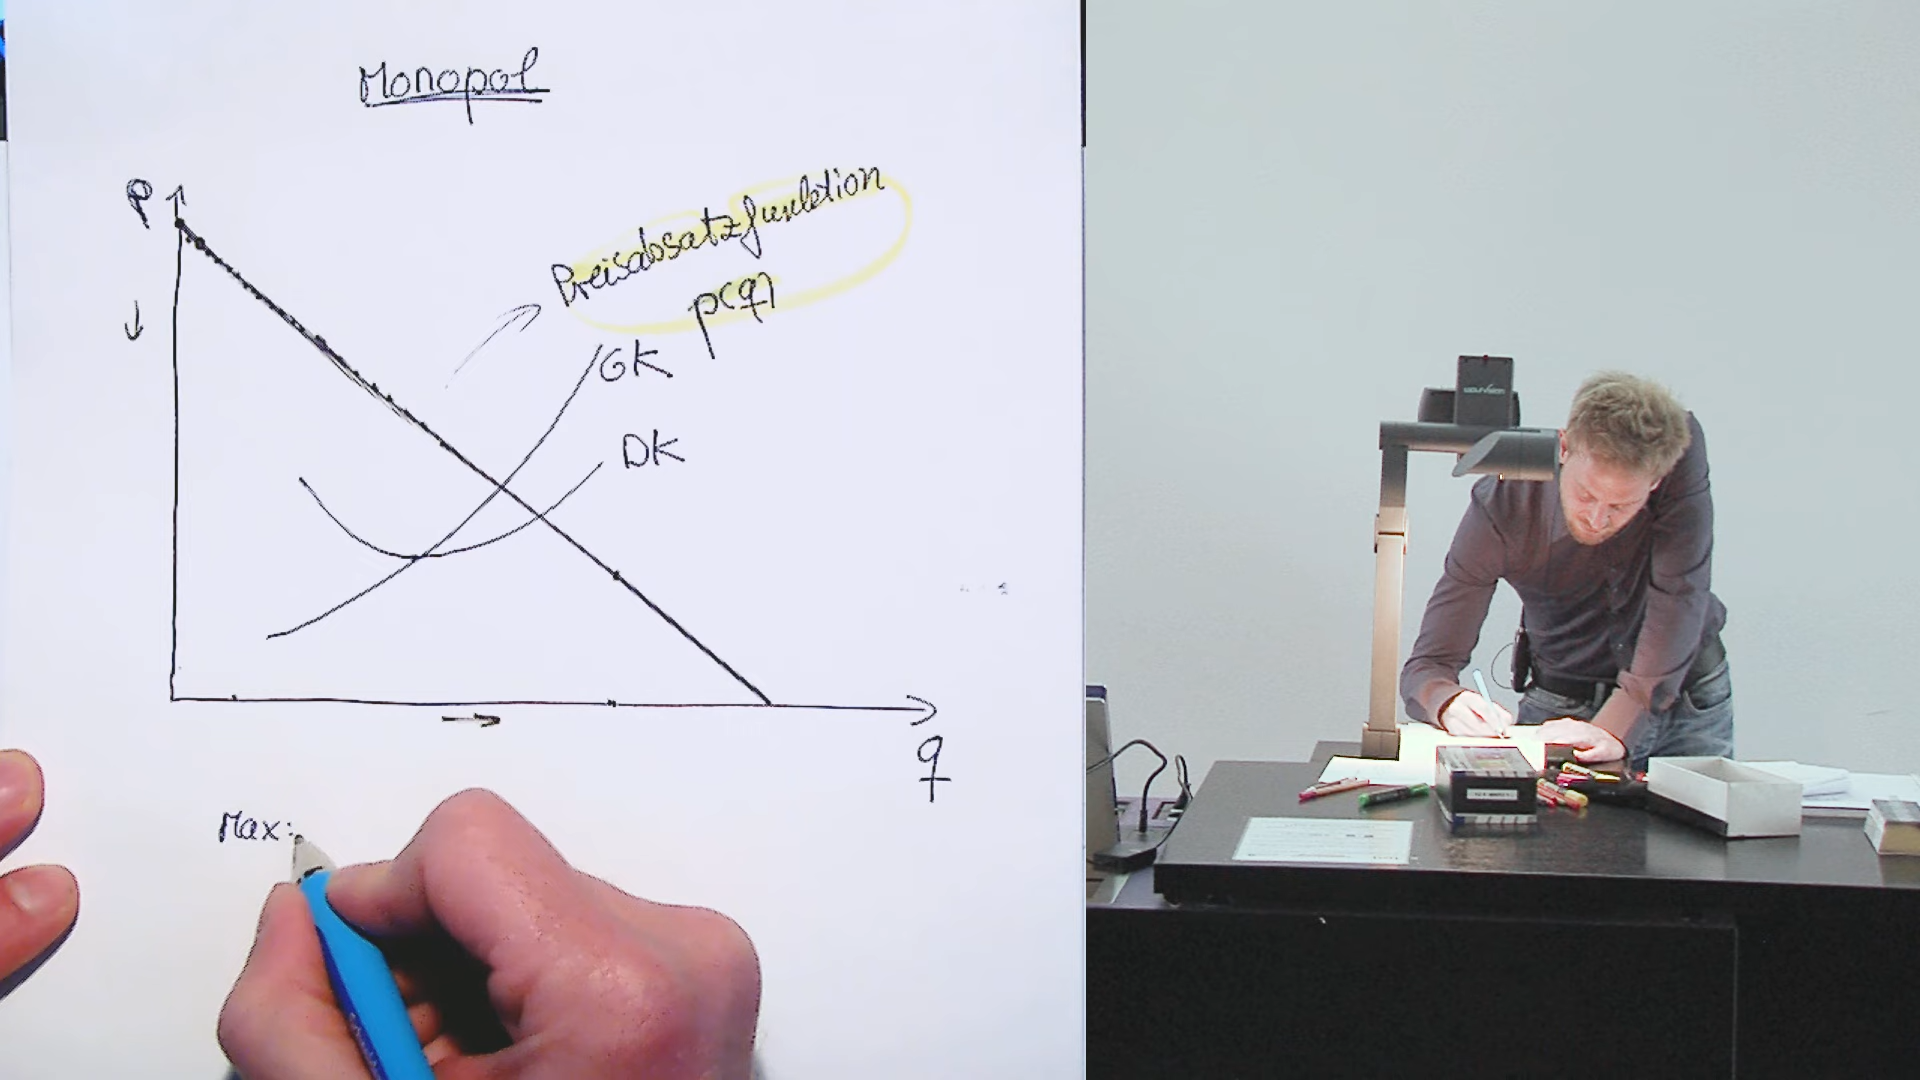 Monopol
p
Preisabsatzfunktion
p(q)
GK
DK
q
Max: